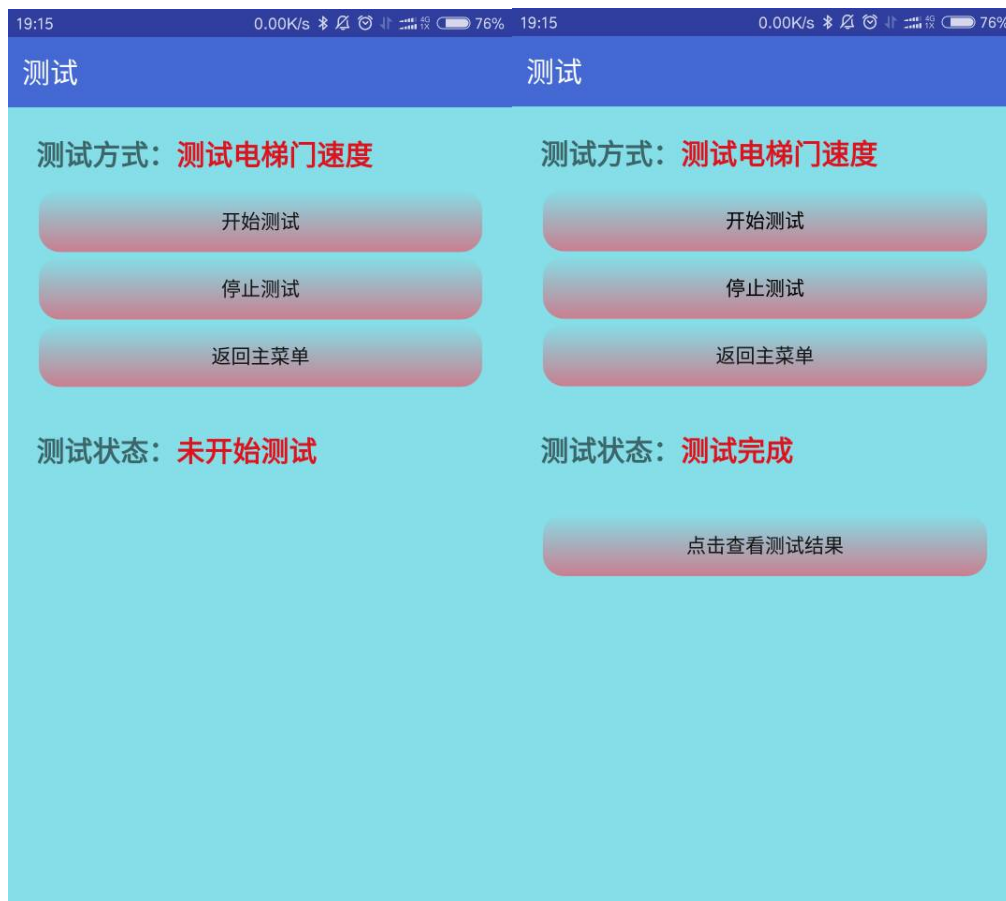 19:15 0.00K/s 4G 1X 76%
测试
测试方式：测试电梯门速度
开始测试
停止测试
返回主菜单
测试状态：未开始测试
19:15 0.00K/s 4G 1X 76%
测试
测试方式：测试电梯门速度
开始测试
停止测试
返回主菜单
测试状态：测试完成
点击查看测试结果